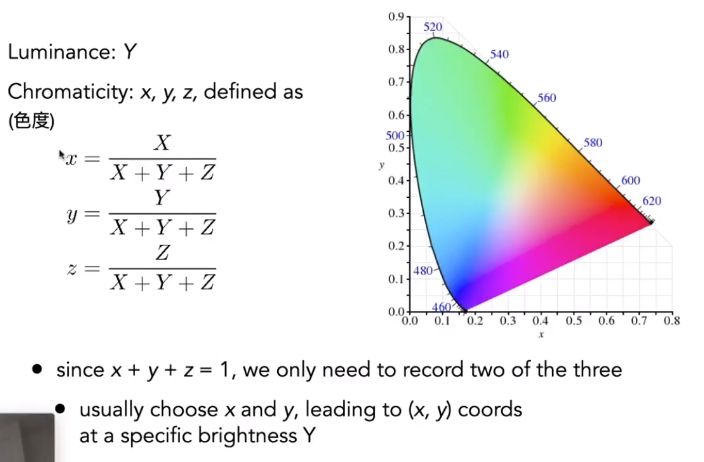 Luminance: Y
Chromaticity: x, y, z, defined as
(色度)
x = X / (X + Y + Z)
y = Y / (X + Y + Z)
z = Z / (X + Y + Z)
0.9
520
0.8
540
0.7
560
0.6
500
580
0.5
y
0.4
600
620
0.3
0.2
480
0.1
460
0.0
0.0 0.1 0.2 0.3 0.4 0.5 0.6 0.7 0.8
x
• since x + y + z = 1, we only need to record two of the three
• usually choose x and y, leading to (x, y) coords
at a specific brightness Y